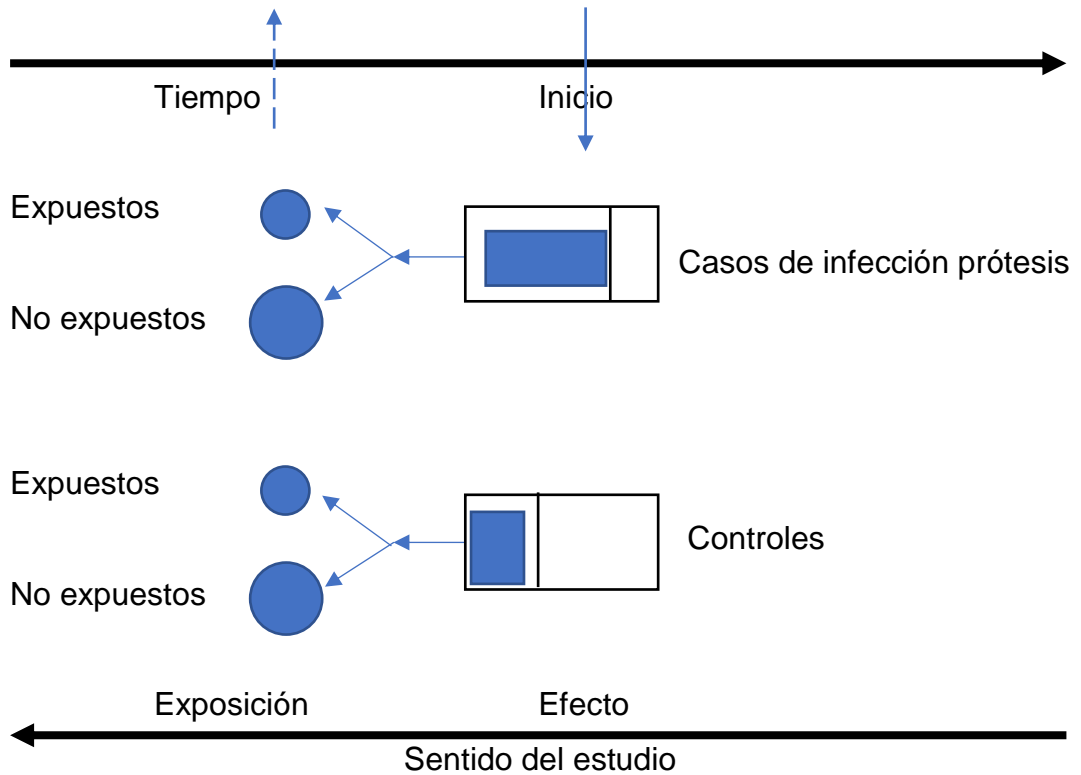 Tiempo
Inicio
Expuestos
Casos de infección prótesis
No expuestos
Expuestos
Controles
No expuestos
Exposición
Efecto
Sentido del estudio